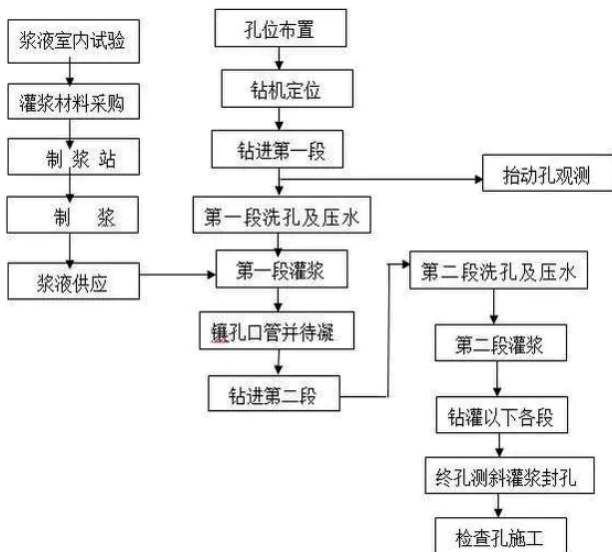 浆液室内试验
灌浆材料采购
制 浆 站
制 浆
浆液供应
孔位布置
钻机定位
钻进第一段
第一段洗孔及压水
第一段灌浆
镶孔口管并待凝
钻进第二段
抬动孔观测
第二段洗孔及压水
第二段灌浆
钻灌以下各段
终孔测斜灌浆封孔
检查孔施工